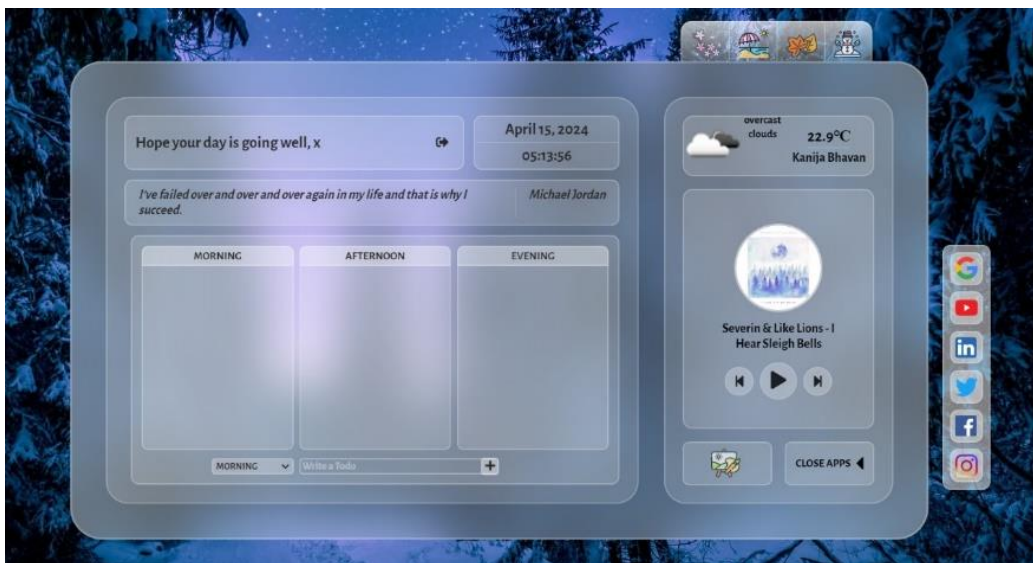 Hope your day is going well, x
April 15, 2024
05:13:56
I've failed over and over and over again in my life and that is why I
succeed.
Michael Jordan
MORNING
AFTERNOON
EVENING
MORNING
Write a Todo
+
overcast
clouds
22.9°C
Kanija Bhavan
Severin & Like Lions - I
Hear Sleigh Bells
CLOSE APPS
in